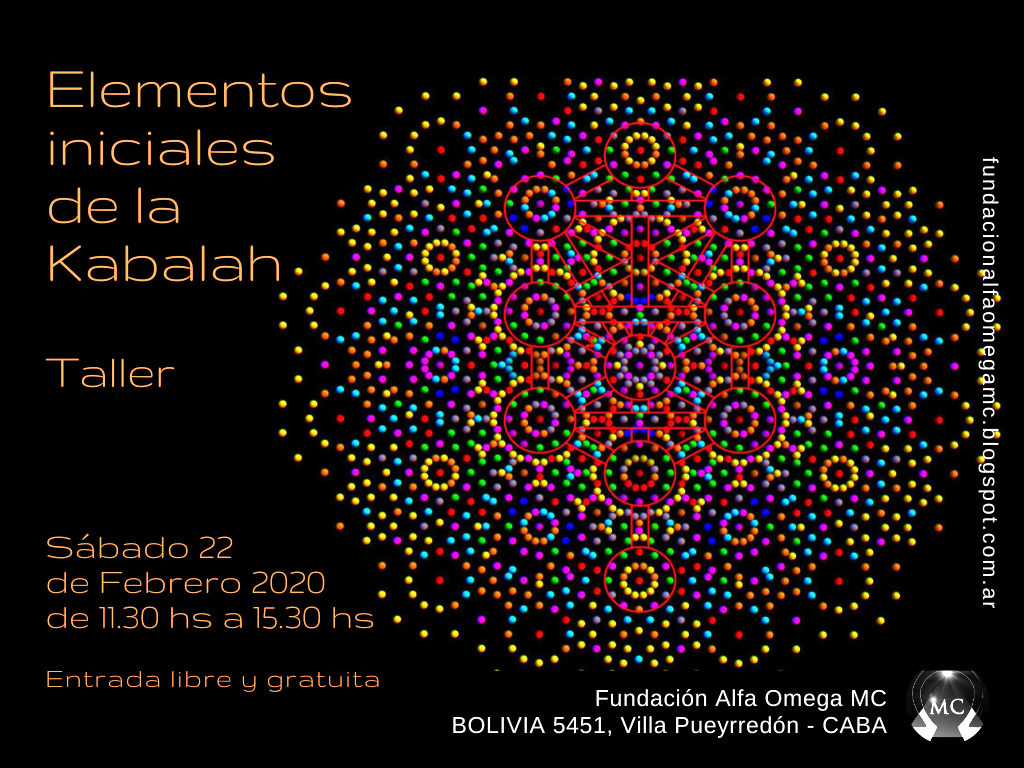 Elementos
iniciales
de la
Kabalah
Taller
Sábado 22
de Febrero 2020
de 11.30 hs a 15.30 hs
Entrada libre y gratuita
fundacionalfaomegamc.blogspot.com.ar
Fundación Alfa Omega MC
BOLIVIA 5451, Villa Pueyrredón - CABA
MC